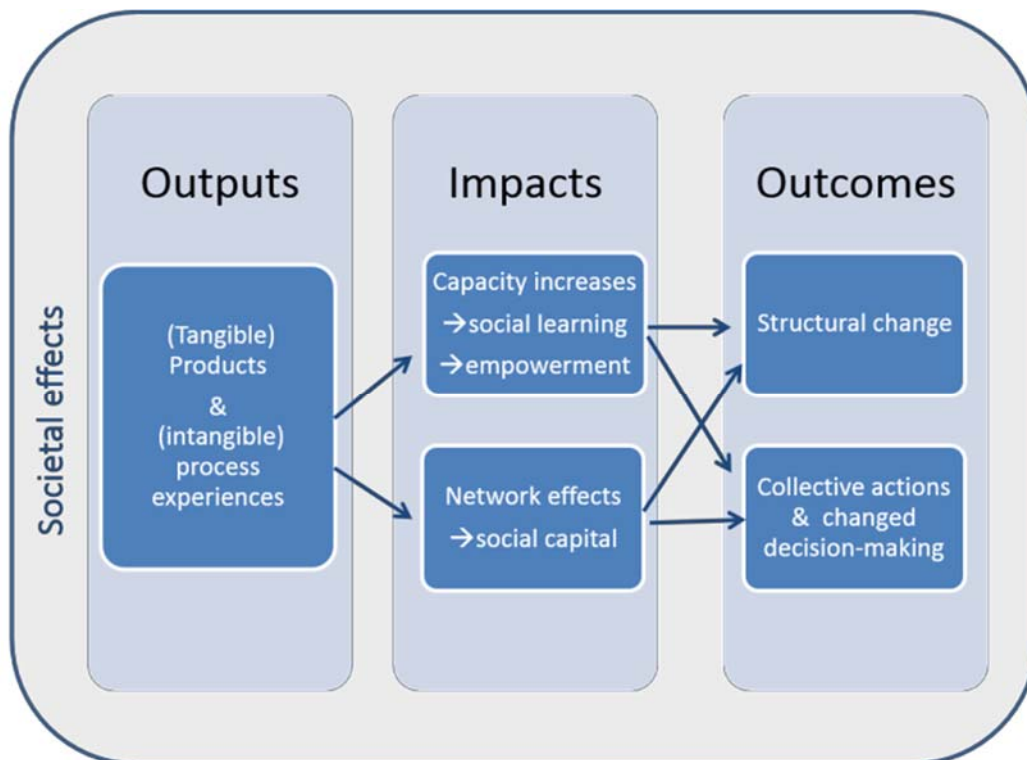 Societal effects
Outputs
(Tangible)
Products
&
(intangible)
process
experiences
Impacts
Capacity increases
→social learning
→empowerment
Network effects
→social capital
Outcomes
Structural change
Collective actions
& changed
decision-making